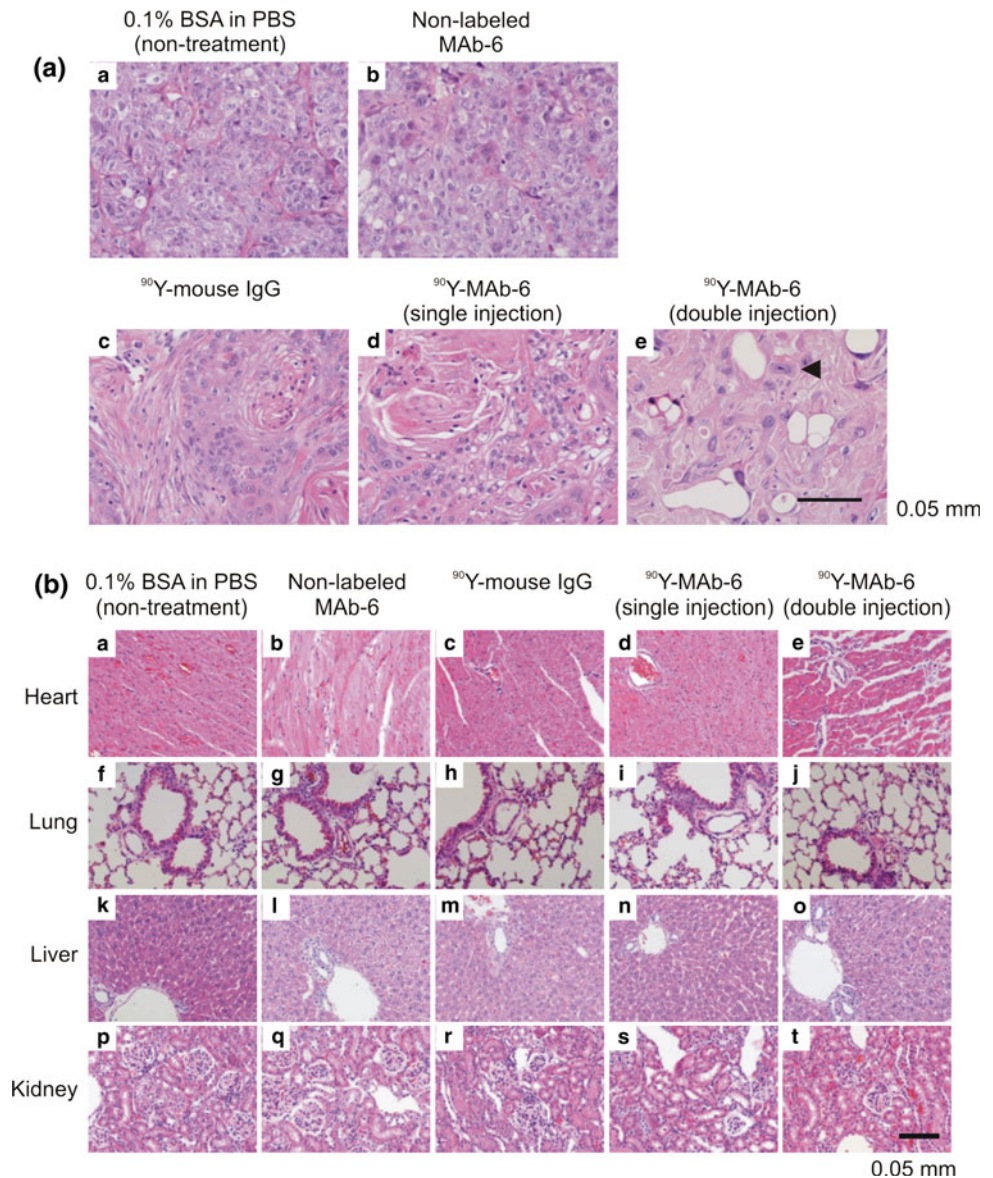 0.1% BSA in PBS
(non-treatment)
Non-labeled
MAb-6
(a)
a
b
⁹⁰Y-mouse IgG
⁹⁰Y-MAb-6
(single injection)
⁹⁰Y-MAb-6
(double injection)
c
d
e
0.05 mm
(b)
0.1% BSA in PBS
(non-treatment)
Non-labeled
MAb-6
⁹⁰Y-mouse IgG
⁹⁰Y-MAb-6
(single injection)
⁹⁰Y-MAb-6
(double injection)
a
b
c
d
e
Heart
f
g
h
i
j
Lung
k
l
m
n
o
Liver
p
q
r
s
t
Kidney
0.05 mm